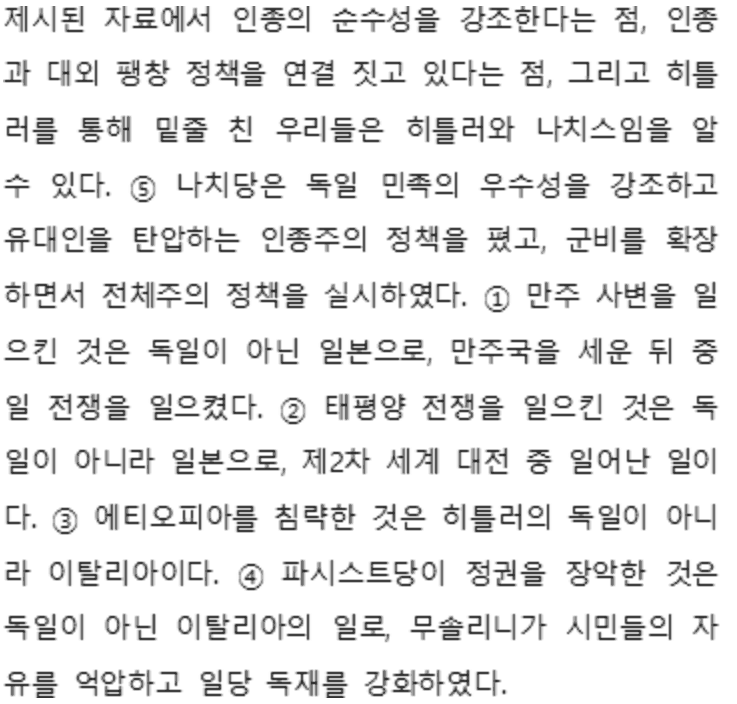 제시된 자료에서 인종의 순수성을 강조한다는 점, 인종
과 대외 팽창 정책을 연결 짓고 있다는 점, 그리고 히틀
러를 통해 밑줄 친 우리들은 히틀러와 나치스임을 알
수 있다. ⑤ 나치당은 독일 민족의 우수성을 강조하고
유대인을 탄압하는 인종주의 정책을 폈고, 군비를 확장
하면서 전체주의 정책을 실시하였다. ① 만주 사변을 일
으킨 것은 독일이 아닌 일본으로, 만주국을 세운 뒤 중
일 전쟁을 일으켰다. ② 태평양 전쟁을 일으킨 것은 독
일이 아니라 일본으로, 제2차 세계 대전 중 일어난 일이
다. ③ 에티오피아를 침략한 것은 히틀러의 독일이 아니
라 이탈리아이다. ④ 파시스트당이 정권을 장악한 것은
독일이 아닌 이탈리아의 일로, 무솔리니가 시민들의 자
유를 억압하고 일당 독재를 강화하였다.